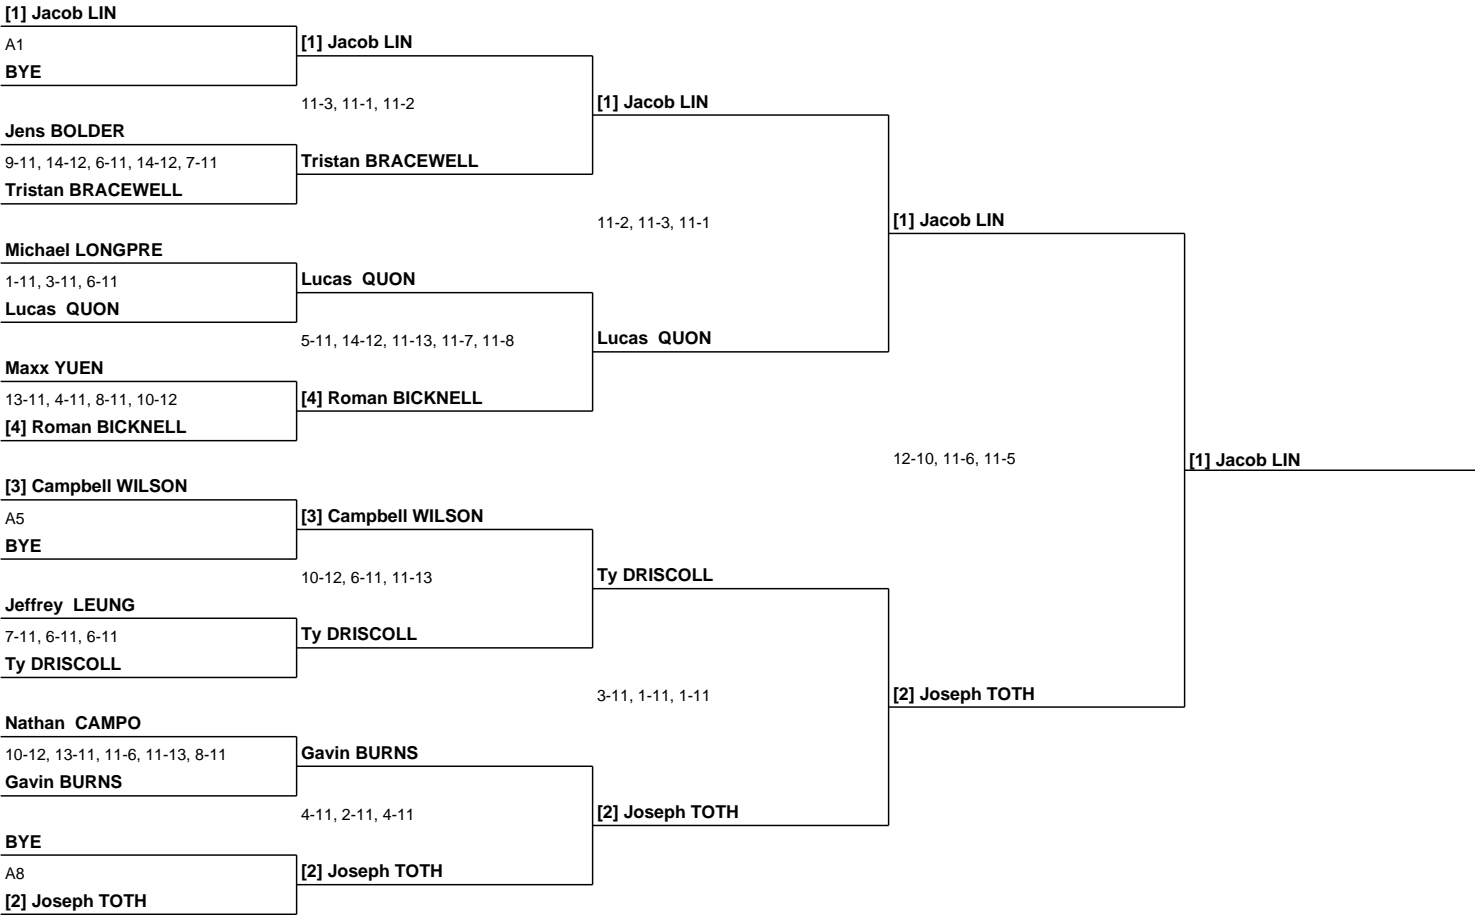 [1] Jacob LIN
A1
BYE
Jens BOLDER
9-11, 14-12, 6-11, 14-12, 7-11
Tristan BRACEWELL
Michael LONGPRE
1-11, 3-11, 6-11
Lucas  QUON
Maxx YUEN
13-11, 4-11, 8-11, 10-12
[4] Roman BICKNELL
[3] Campbell WILSON
A5
BYE
Jeffrey  LEUNG
7-11, 6-11, 6-11
Ty DRISCOLL
Nathan  CAMPO
10-12, 13-11, 11-6, 11-13, 8-11
Gavin BURNS
BYE
A8
[2] Joseph TOTH
[1] Jacob LIN
11-3, 11-1, 11-2
Tristan BRACEWELL
Lucas  QUON
5-11, 14-12, 11-13, 11-7, 11-8
[4] Roman BICKNELL
[3] Campbell WILSON
10-12, 6-11, 11-13
Ty DRISCOLL
Gavin BURNS
4-11, 2-11, 4-11
[2] Joseph TOTH
[1] Jacob LIN
11-2, 11-3, 11-1
Lucas  QUON
Ty DRISCOLL
3-11, 1-11, 1-11
[2] Joseph TOTH
[1] Jacob LIN
12-10, 11-6, 11-5
[2] Joseph TOTH
[1] Jacob LIN